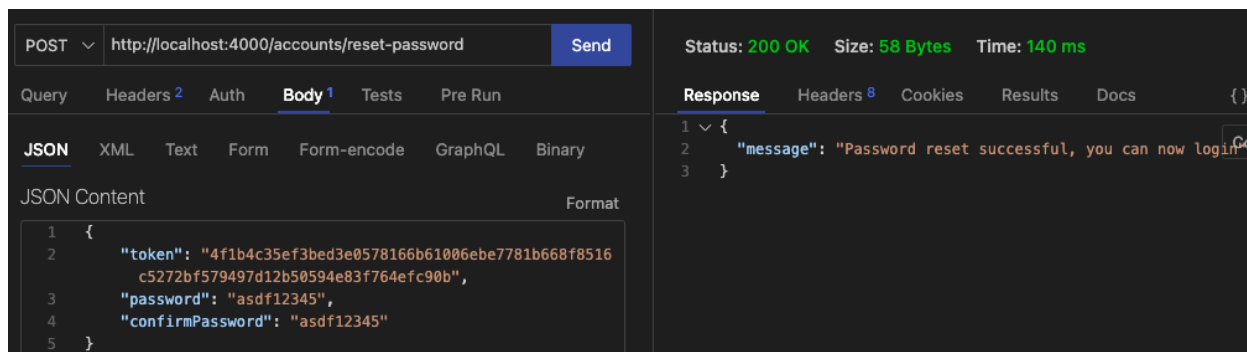 POST http://localhost:4000/accounts/reset-password Send
Query Headers 2 Auth Body 1 Tests Pre Run
JSON XML Text Form Form-encode GraphQL Binary
JSON Content
Format
1 {
2 "token": "4f1b4c35ef3bed3e0578166b61006ebe7781b668f8516
c5272bf579497d12b50594e83f764efc90b",
3 "password": "asdf12345",
4 "confirmPassword": "asdf12345"
5 }
Status: 200 OK Size: 58 Bytes Time: 140 ms
Response Headers 8 Cookies Results Docs {}
1 {
2 "message": "Password reset successful, you can now login"
3 }